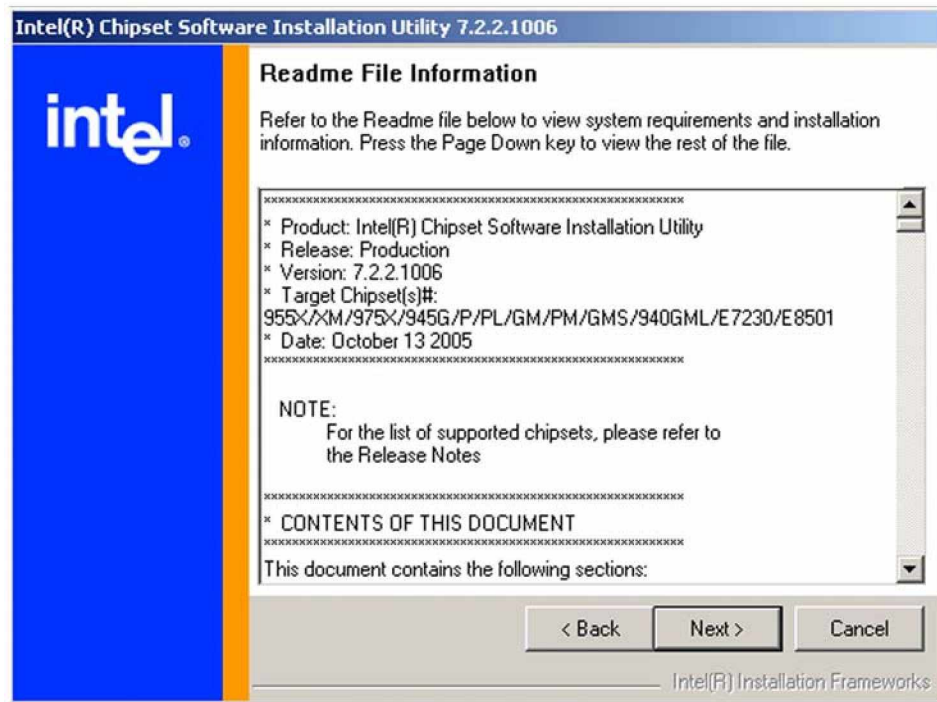 Intel(R) Chipset Software Installation Utility 7.2.2.1006
intel.
Readme File Information
Refer to the Readme file below to view system requirements and installation
information. Press the Page Down key to view the rest of the file.
************************************************************
* Product: Intel(R) Chipset Software Installation Utility
* Release: Production
* Version: 7.2.2.1006
* Target Chipset(s)#:
955X/XM/975X/945G/P/PL/GM/PM/GMS/940GML/E7230/E8501
* Date: October 13 2005
************************************************************
NOTE:
For the list of supported chipsets, please refer to
the Release Notes
************************************************************
* CONTENTS OF THIS DOCUMENT
************************************************************
This document contains the following sections:
< Back
Next >
Cancel
Intel(R) Installation Frameworks